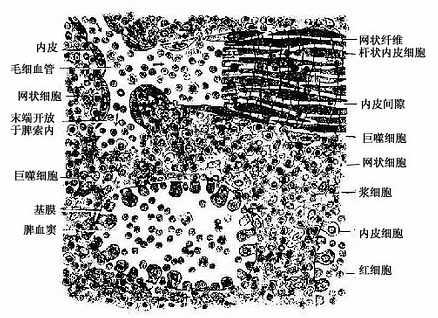 内皮
毛细血管
网状细胞
末端开放
于脾索内
巨噬细胞
基膜
脾血窦
网状纤维
杆状内皮细胞
内皮间隙
巨噬细胞
网状细胞
浆细胞
内皮细胞
红细胞